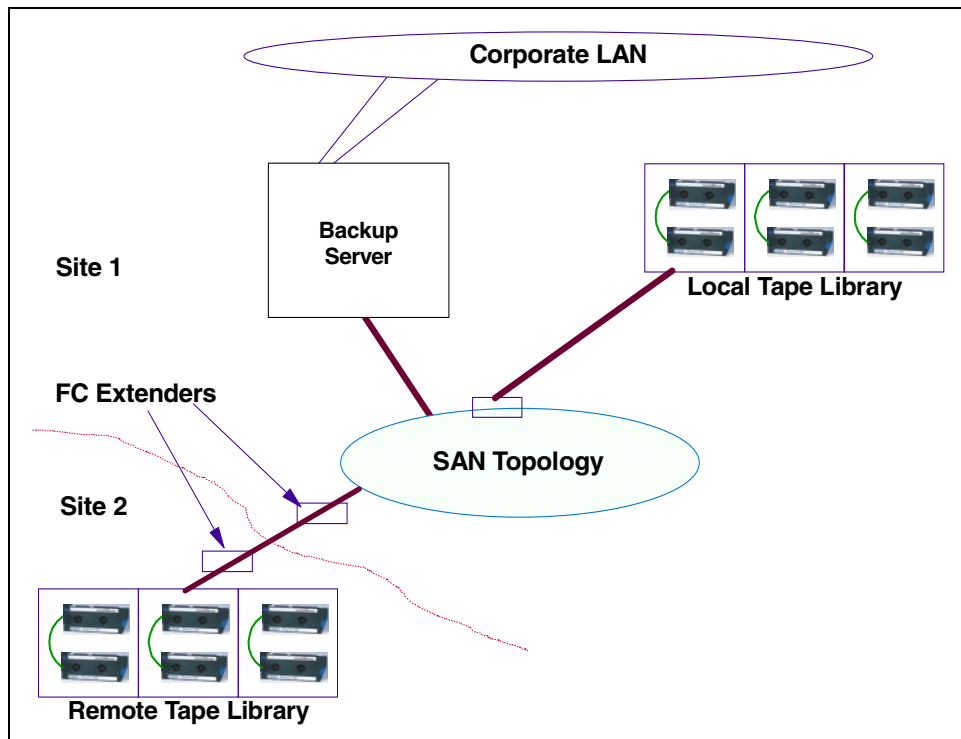 Corporate LAN
Backup
Server
Site 1
Local Tape Library
FC Extenders
SAN Topology
Site 2
Remote Tape Library